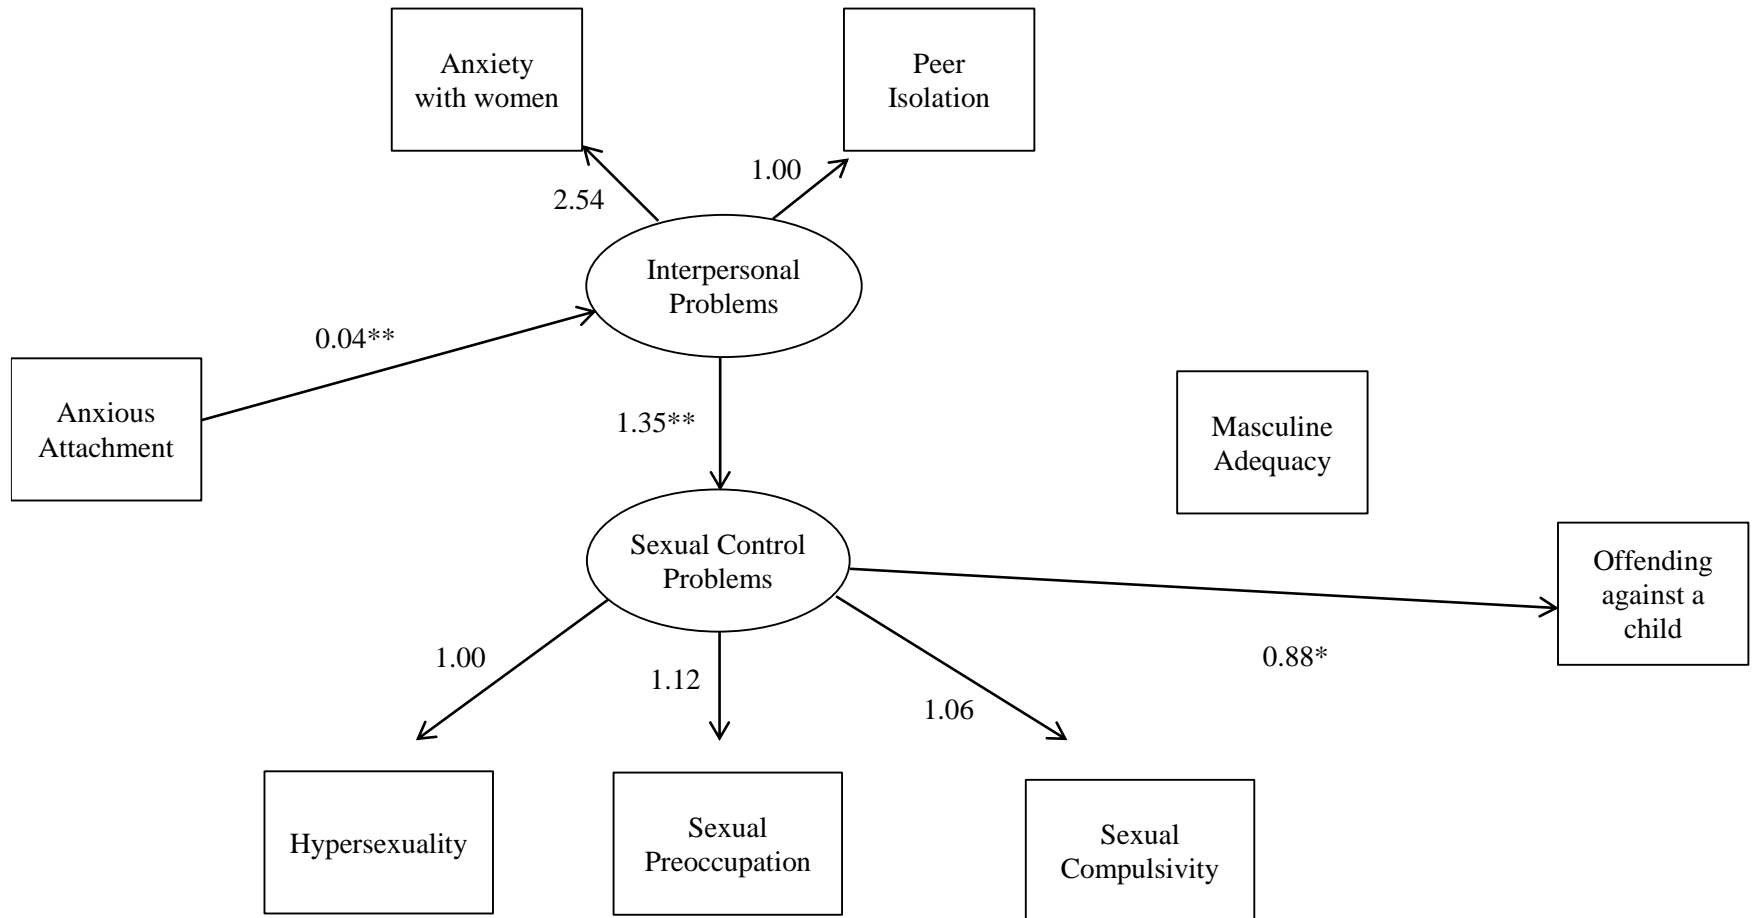 Anxiety
with women
Peer
Isolation
1.00
2.54
Interpersonal
Problems
0.04**
Anxious
Attachment
1.35**
Masculine
Adequacy
Sexual Control
Problems
Offending
against a
child
1.00
1.12
1.06
0.88*
Hypersexuality
Sexual
Preoccupation
Sexual
Compulsivity